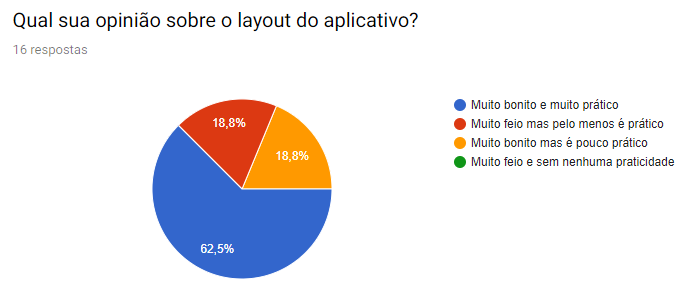 Qual sua opinião sobre o layout do aplicativo?
16 respostas
Muito bonito e muito prático
Muito feio mas pelo menos é prático
Muito bonito mas é pouco prático
Muito feio e sem nenhuma praticidade
18,8%
18,8%
62,5%